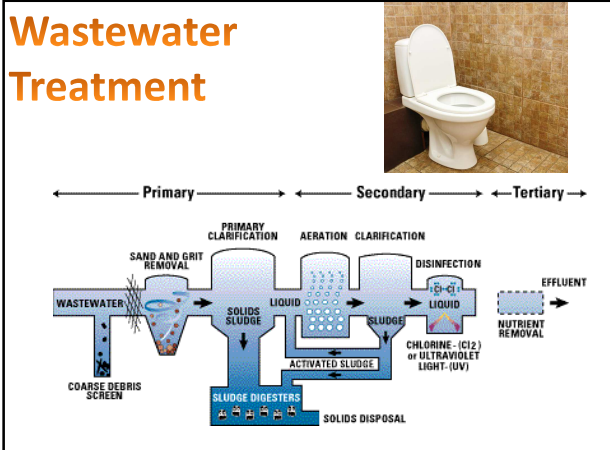 Wastewater
Treatment
Primary
Secondary
Tertiary
PRIMARY
CLARIFICATION
AERATION
CLARIFICATION
SAND AND GRIT
REMOVAL
DISINFECTION
EFFLUENT
WASTEWATER
SOLIDS
SLUDGE
LIQUID
Cl Cl
LIQUID
SLUDGE
NUTRIENT
REMOVAL
CHLORINE-(Cl2)
or ULTRAVIOLET
LIGHT-(UV)
ACTIVATED SLUDGE
COARSE DEBRIS
SCREEN
SLUDGE DIGESTERS
SOLIDS DISPOSAL